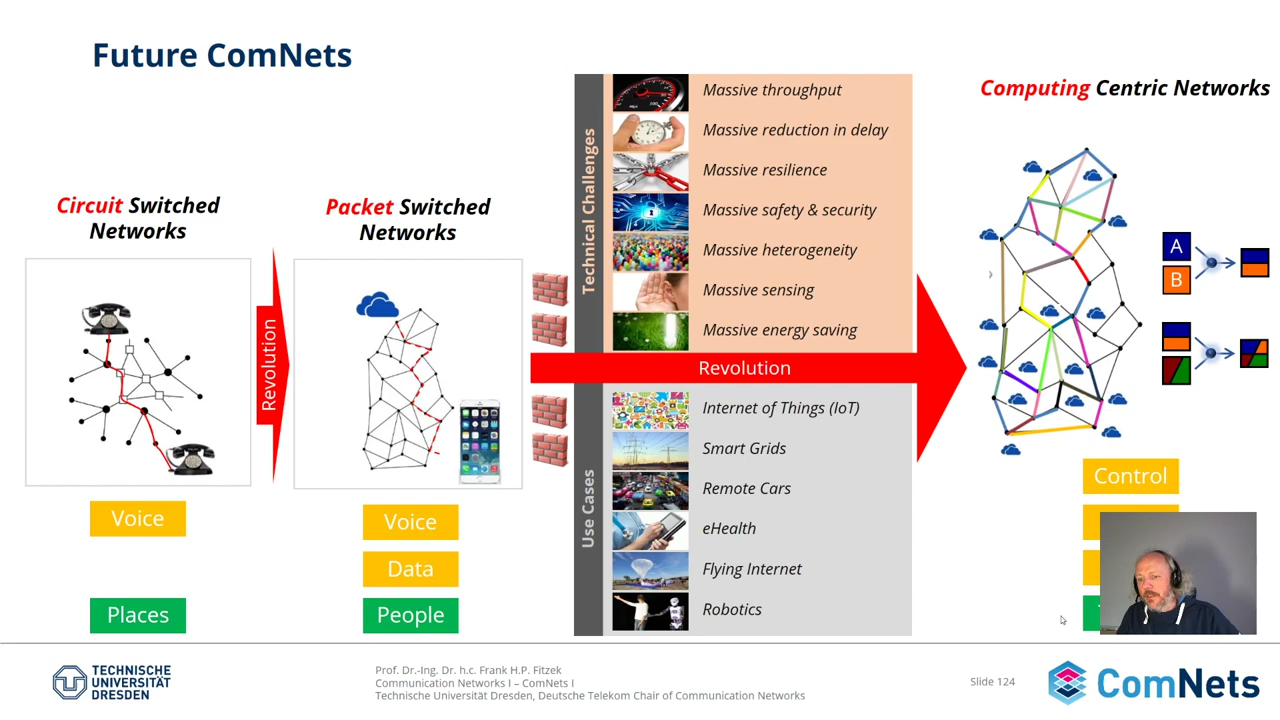 Future ComNets
Circuit Switched
Networks
Revolution
Voice
Places
Packet Switched
Networks
Voice
Data
People
Technical Challenges
Massive throughput
Massive reduction in delay
Massive resilience
Massive safety & security
Massive heterogeneity
Massive sensing
Massive energy saving
Revolution
Use Cases
Internet of Things (IoT)
Smart Grids
Remote Cars
eHealth
Flying Internet
Robotics
Computing Centric Networks
A
B
Control
TECHNISCHE
UNIVERSITÄT
DRESDEN
Prof. Dr.-Ing. Dr. h.c. Frank H.P. Fitzek
Communication Networks I – ComNets I
Technische Universität Dresden, Deutsche Telekom Chair of Communication Networks
Slide 124
ComNets